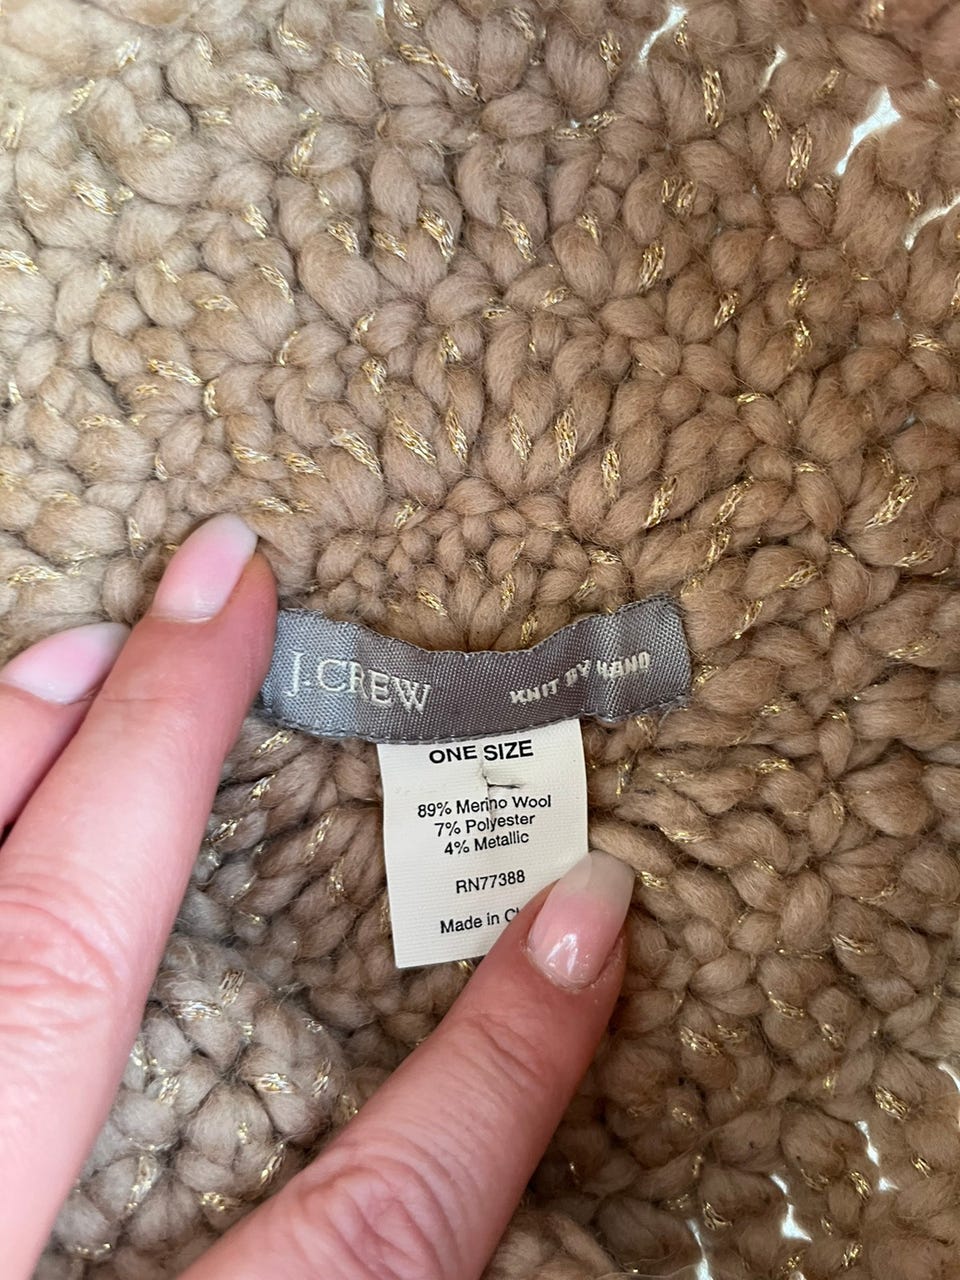 J.CREW KNIT BY HAND
ONE SIZE
89% Merino Wool
7% Polyester
4% Metallic
RN77388
Made in